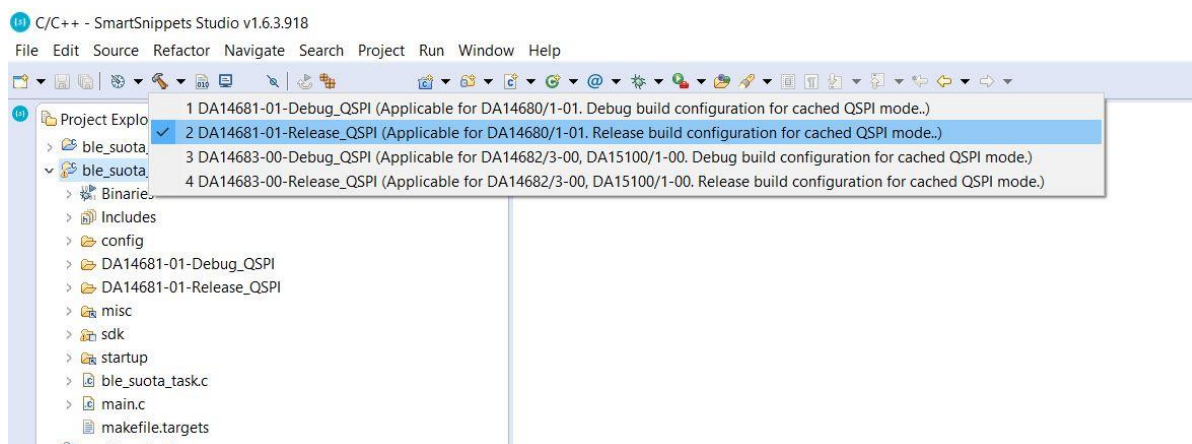 C/C++ - SmartSnippets Studio v1.6.3.918
File Edit Source Refactor Navigate Search Project Run Window Help
1 DA14681-01-Debug_QSPI (Applicable for DA14680/1-01. Debug build configuration for cached QSPI mode..)
Project Explo
2 DA14681-01-Release_QSPI (Applicable for DA14680/1-01. Release build configuration for cached QSPI mode..)
ble_suota_
3 DA14683-00-Debug_QSPI (Applicable for DA14682/3-00, DA15100/1-00. Debug build configuration for cached QSPI mode.)
ble_suota_
4 DA14683-00-Release_QSPI (Applicable for DA14682/3-00, DA15100/1-00. Release build configuration for cached QSPI mode.)
Binaries
Includes
config
DA14681-01-Debug_QSPI
DA14681-01-Release_QSPI
misc
sdk
startup
ble_suota_task.c
main.c
makefile.targets